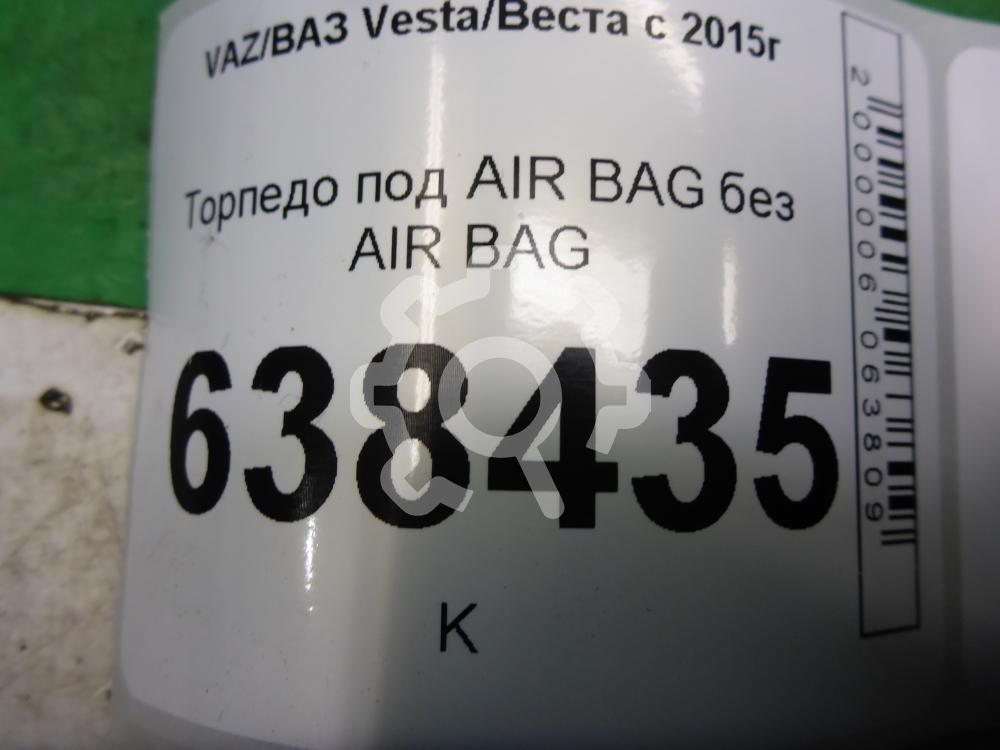 VAZ/ВАЗ Vesta/Веста с 2015г
Торпедо под AIR BAG без
AIR BAG
638435
К
2000006063809